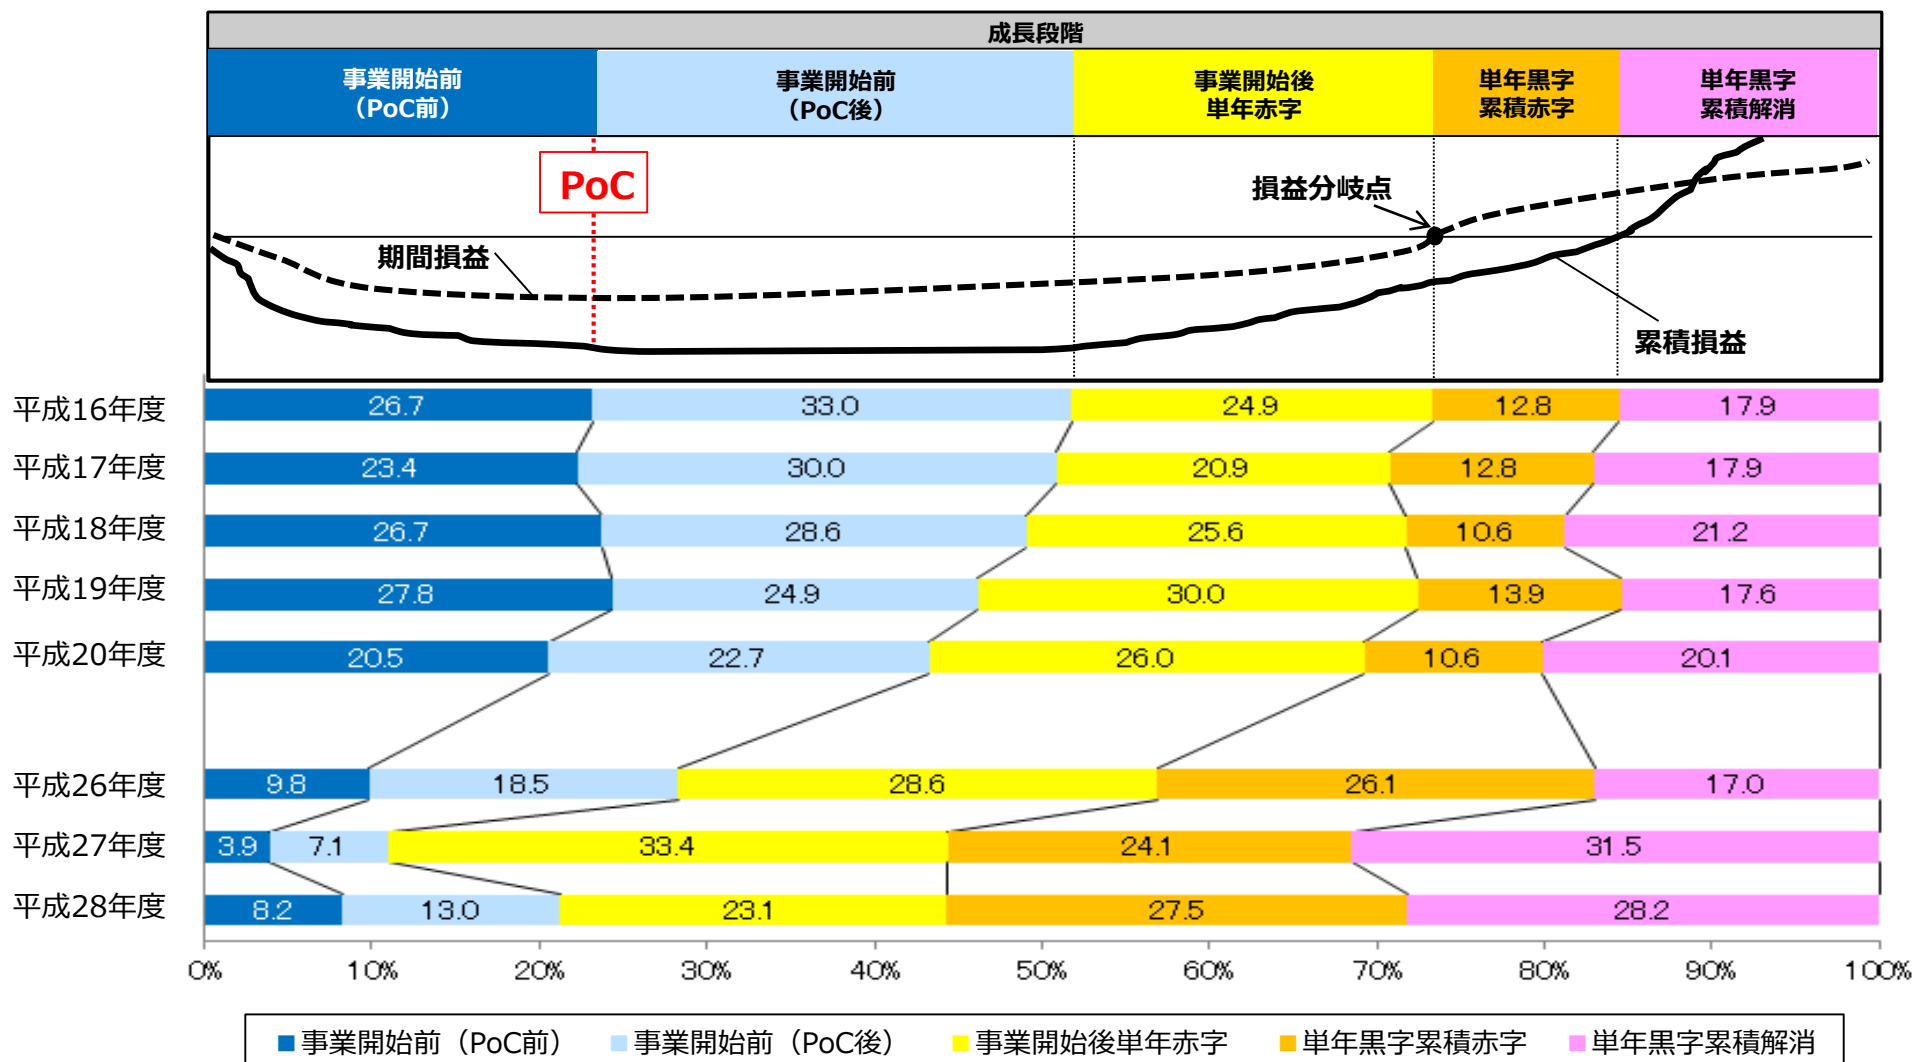 成長段階
事業開始前
（PoC前）
事業開始前
（PoC後）
事業開始後
単年赤字
単年黒字
累積赤字
単年黒字
累積解消
PoC
損益分岐点
期間損益
累積損益
平成16年度 26.7 33.0 24.9 12.8 17.9
平成17年度 23.4 30.0 20.9 12.8 17.9
平成18年度 26.7 28.6 25.6 10.6 21.2
平成19年度 27.8 24.9 30.0 13.9 17.6
平成20年度 20.5 22.7 26.0 10.6 20.1
平成26年度 9.8 18.5 28.6 26.1 17.0
平成27年度 3.9 7.1 33.4 24.1 31.5
平成28年度 8.2 13.0 23.1 27.5 28.2
0% 10% 20% 30% 40% 50% 60% 70% 80% 90% 100%
事業開始前（PoC前） 事業開始前（PoC後） 事業開始後単年赤字 単年黒字累積赤字 単年黒字累積解消